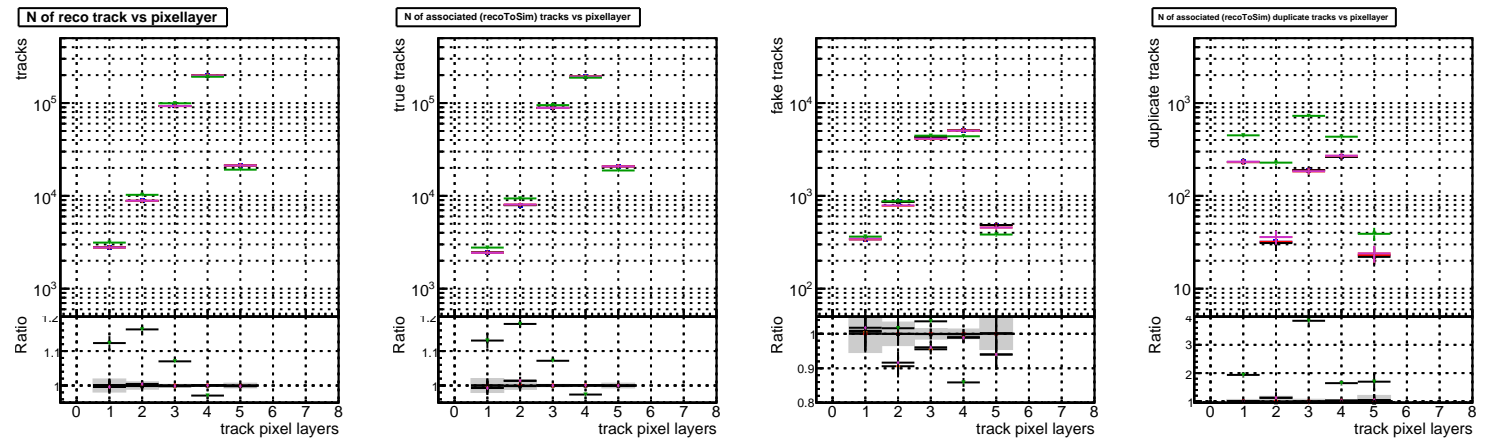 N of reco track vs pixellayer
tracks
10^5
10^4
10^3
Ratio
1.2
1.1
1
0 1 2 3 4 5 6 7 8
track pixel layers
N of associated (recoToSim) tracks vs pixellayer
true tracks
10^5
10^4
10^3
Ratio
1.2
1.1
1
0 1 2 3 4 5 6 7 8
track pixel layers
fake tracks
10^4
10^3
10^2
Ratio
1
0.9
0.8
0 1 2 3 4 5 6 7 8
track pixel layers
N of associated (recoToSim) duplicate tracks vs pixellayer
duplicate tracks
10^3
10^2
10
Ratio
4
3
2
1
0 1 2 3 4 5 6 7 8
track pixel layers